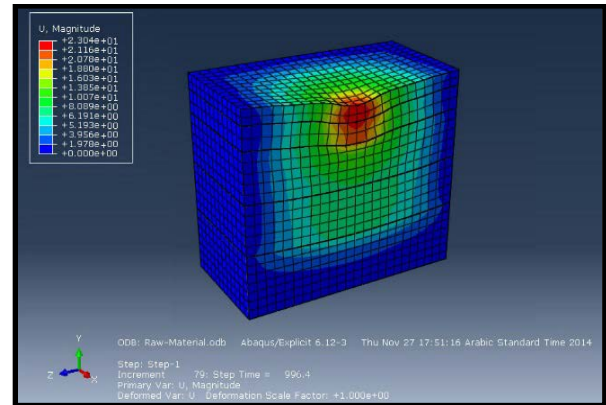 U, Magnitude
+2.304e+01
+2.116e+01
+2.078e+01
+1.880e+01
+1.603e+01
+1.385e+01
+1.007e+01
+8.089e+00
+6.191e+00
+5.193e+00
+3.956e+00
+1.978e+00
+0.000e+00
Y
Z
X
ODB: Raw-Material.odb Abaqus/Explicit 6.12-3 Thu Nov 27 17:51:16 Arabic Standard Time 2014
Step: Step-1
Increment 79: Step Time = 996.4
Primary Var: U, Magnitude
Deformed Var: U Deformation Scale Factor: +1.000e+00